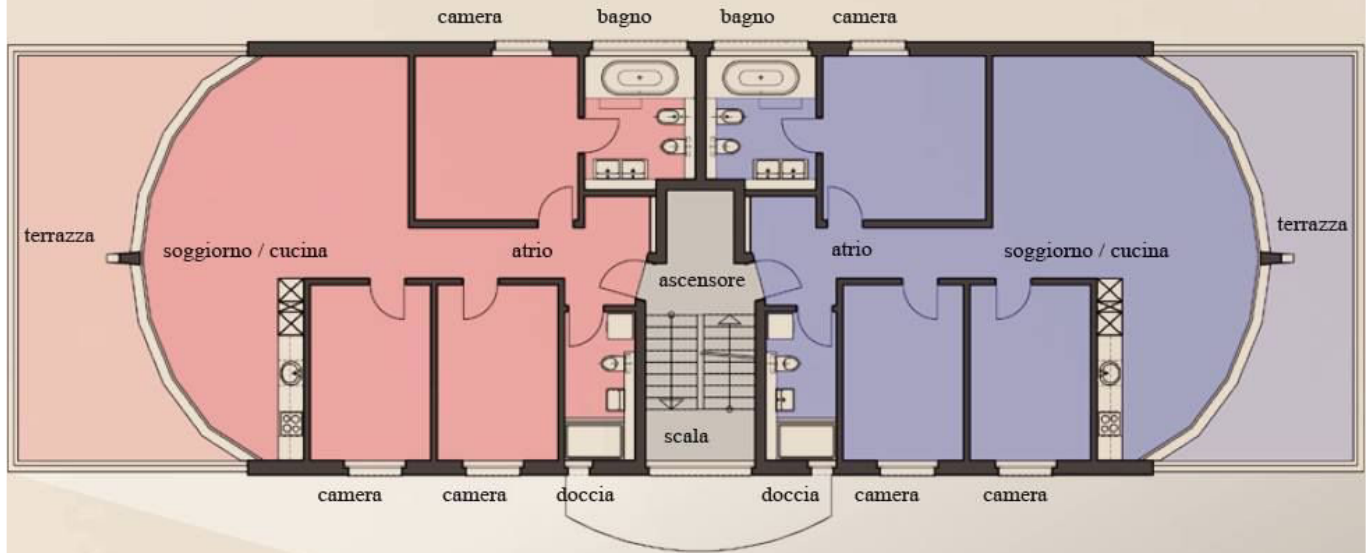 camera bagno bagno camera
terrazza soggiorno / cucina atrio ascensore atrio soggiorno / cucina terrazza
scala
camera camera doccia doccia camera camera